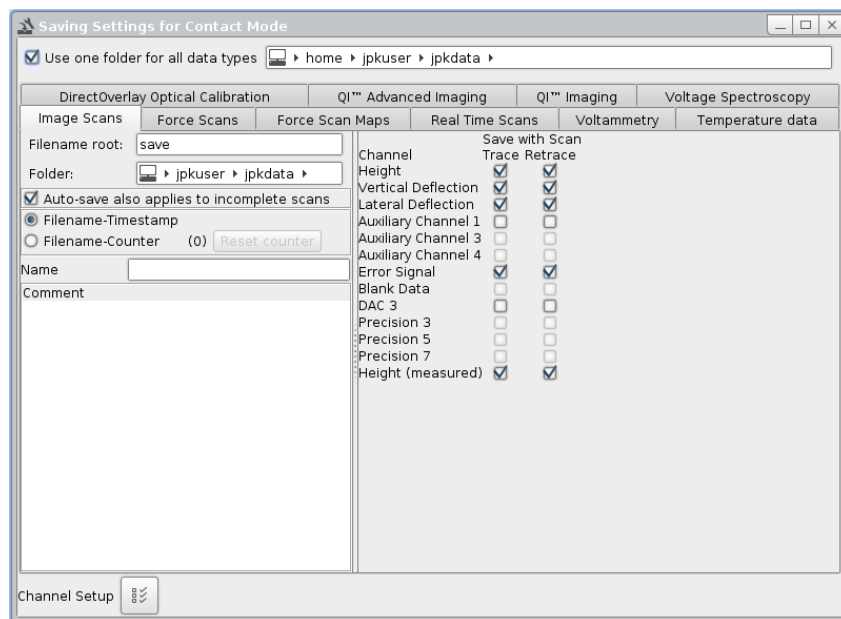 Saving Settings for Contact Mode
Use one folder for all data types home jpkuser jpkdata
DirectOverlay Optical Calibration QI™ Advanced Imaging QI™ Imaging Voltage Spectroscopy
Image Scans Force Scans Force Scan Maps Real Time Scans Voltammetry Temperature data
Filename root: save
Folder: jpkuser jpkdata
Auto-save also applies to incomplete scans
Filename-Timestamp
Filename-Counter (0) Reset counter
Name
Comment
Save with Scan
Channel Trace Retrace
Height
Vertical Deflection
Lateral Deflection
Auxiliary Channel 1
Auxiliary Channel 3
Auxiliary Channel 4
Error Signal
Blank Data
DAC 3
Precision 3
Precision 5
Precision 7
Height (measured)
Channel Setup